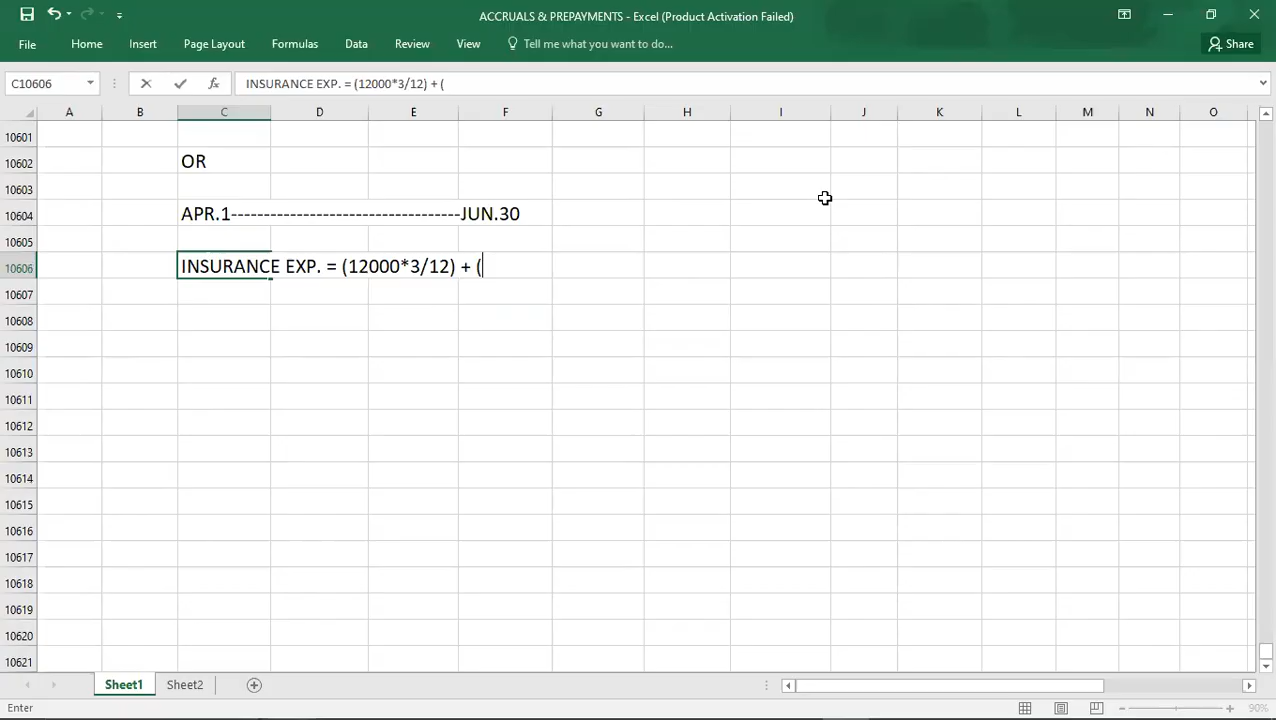 ACCRUALS & PREPAYMENTS - Excel (Product Activation Failed)
File Home Insert Page Layout Formulas Data Review View Tell me what you want to do... Share
C10606 fx INSURANCE EXP. = (12000*3/12) + (
A B C D E F G H I J K L M N O
10601
10602 OR
10603
10604 APR.1-----------------------------------JUN.30
10605
10606 INSURANCE EXP. = (12000*3/12) + (
10607
10608
10609
10610
10611
10612
10613
10614
10615
10616
10617
10618
10619
10620
10621
Sheet1 Sheet2
Enter 90%